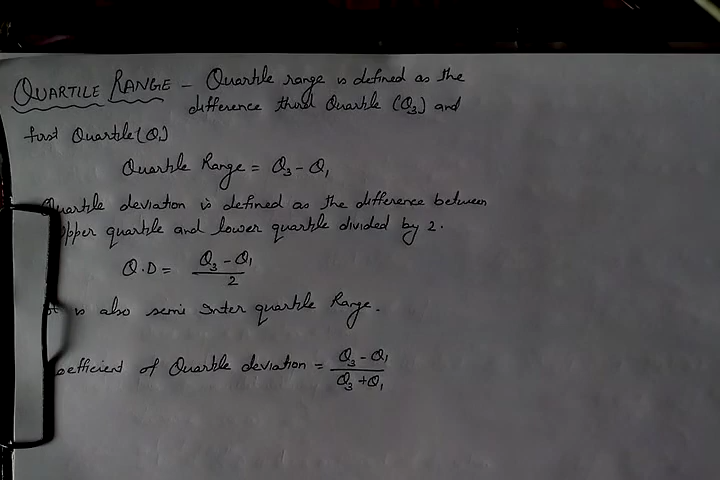 QUARTILE RANGE - Quartile range is defined as the
difference third Quartile (Q3) and
first Quartile (Q1)
Quartile Range = Q3 - Q1
Quartile deviation is defined as the difference between
Upper quartile and lower quartile divided by 2.
Q.D = Q3 - Q1 / 2
It is also semi Inter quartile Range.
coefficient of Quartile deviation = Q3 - Q1 / Q3 + Q1